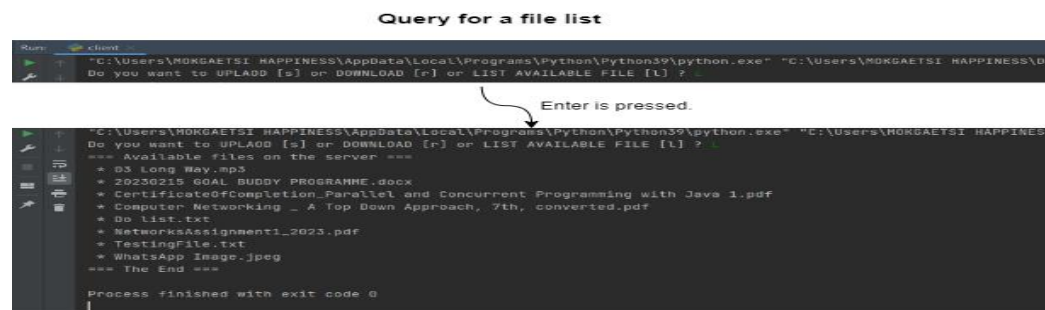 Query for a file list
Run: client ×
"C:\Users\MOKGAETSI HAPPINESS\AppData\Local\Programs\Python\Python39\python.exe" "C:\Users\MOKGAETSI HAPPINESS\D
Do you want to UPLAOD [s] or DOWNLOAD [r] or LIST AVAILABLE FILE [l] ? L
Enter is pressed.
"C:\Users\MOKGAETSI HAPPINESS\AppData\Local\Programs\Python\Python39\python.exe" "C:\Users\MOKGAETSI HAPPINES
Do you want to UPLAOD [s] or DOWNLOAD [r] or LIST AVAILABLE FILE [l] ? L
=== Available files on the server ===
* D3 Long Way.mp3
* 20230215 GOAL BUDDY PROGRAMME.docx
* CertificateOfCompletion_Parallel and Concurrent Programming with Java 1.pdf
* Computer Networking _ A Top Down Approach, 7th, converted.pdf
* Do list.txt
* NetworksAssignment1_2023.pdf
* TestingFile.txt
* WhatsApp Image.jpeg
=== The End ===
Process finished with exit code 0